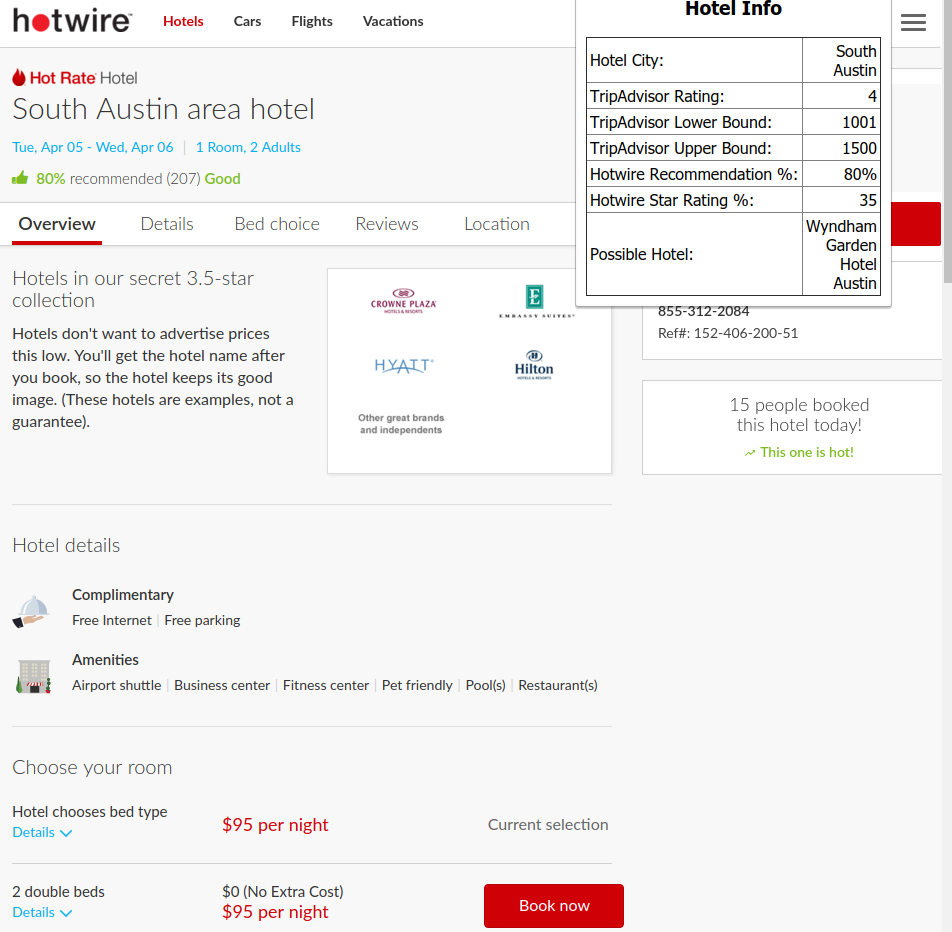 hotwire
Hotels
Cars
Flights
Vacations
Hot Rate Hotel
South Austin area hotel
Tue, Apr 05 - Wed, Apr 06 | 1 Room, 2 Adults
80% recommended (207) Good
Overview
Details
Bed choice
Reviews
Location
Hotel Info
Hotel City:
South
Austin
TripAdvisor Rating:
4
TripAdvisor Lower Bound:
1001
TripAdvisor Upper Bound:
1500
Hotwire Recommendation %:
80%
Hotwire Star Rating %:
35
Possible Hotel:
Wyndham
Garden
Hotel
Austin
Hotels in our secret 3.5-star
collection
Hotels don't want to advertise prices
this low. You'll get the hotel name after
you book, so the hotel keeps its good
image. (These hotels are examples, not a
guarantee).
CROWNE PLAZA
HOTELS & RESORTS
E
EMBASSY SUITES
HYATT
Hilton
HOTELS & RESORTS
Other great brands
and independents
855-312-2084
Ref#: 152-406-200-51
15 people booked
this hotel today!
This one is hot!
Hotel details
Complimentary
Free Internet | Free parking
Amenities
Airport shuttle | Business center | Fitness center | Pet friendly | Pool(s) | Restaurant(s)
Choose your room
Hotel chooses bed type
Details
$95 per night
Current selection
2 double beds
Details
$0 (No Extra Cost)
$95 per night
Book now